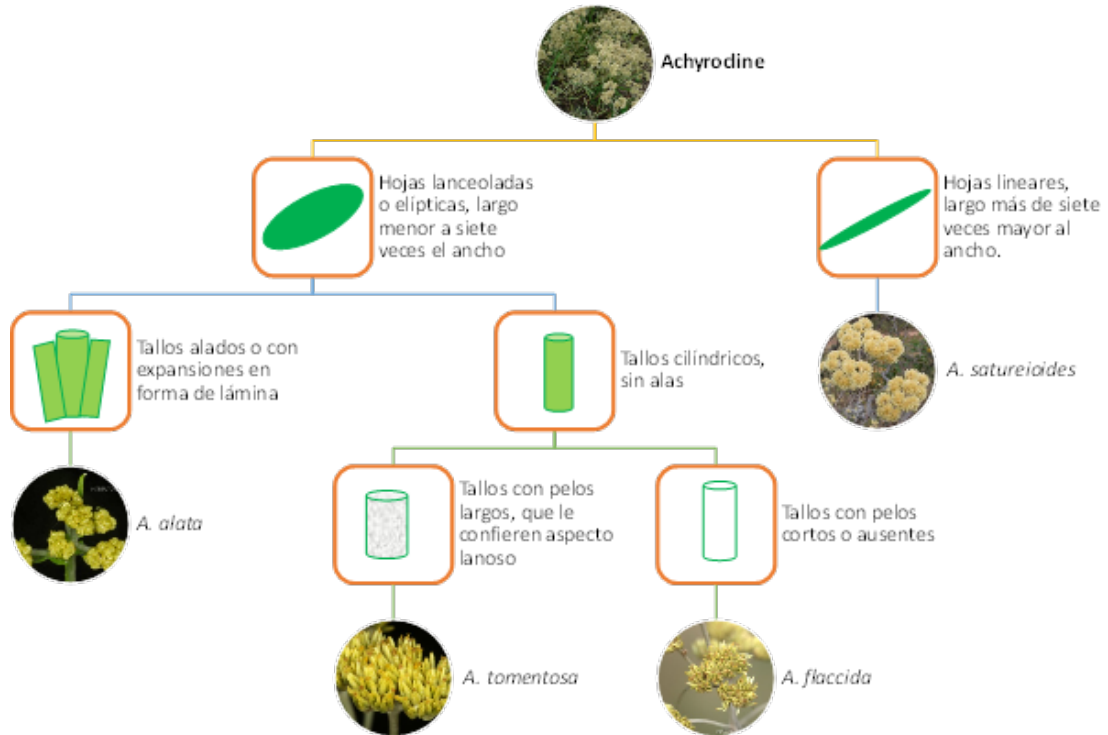 Achyrocline
Hojas lanceoladas
o elípticas, largo
menor a siete
veces el ancho
Hojas lineares,
largo más de siete
veces mayor al
ancho.
Tallos alados o con
expansiones en
forma de lámina
Tallos cilíndricos,
sin alas
A. satureioides
A. alata
Tallos con pelos
largos, que le
confieren aspecto
lanoso
Tallos con pelos
cortos o ausentes
A. tomentosa
A. flaccida